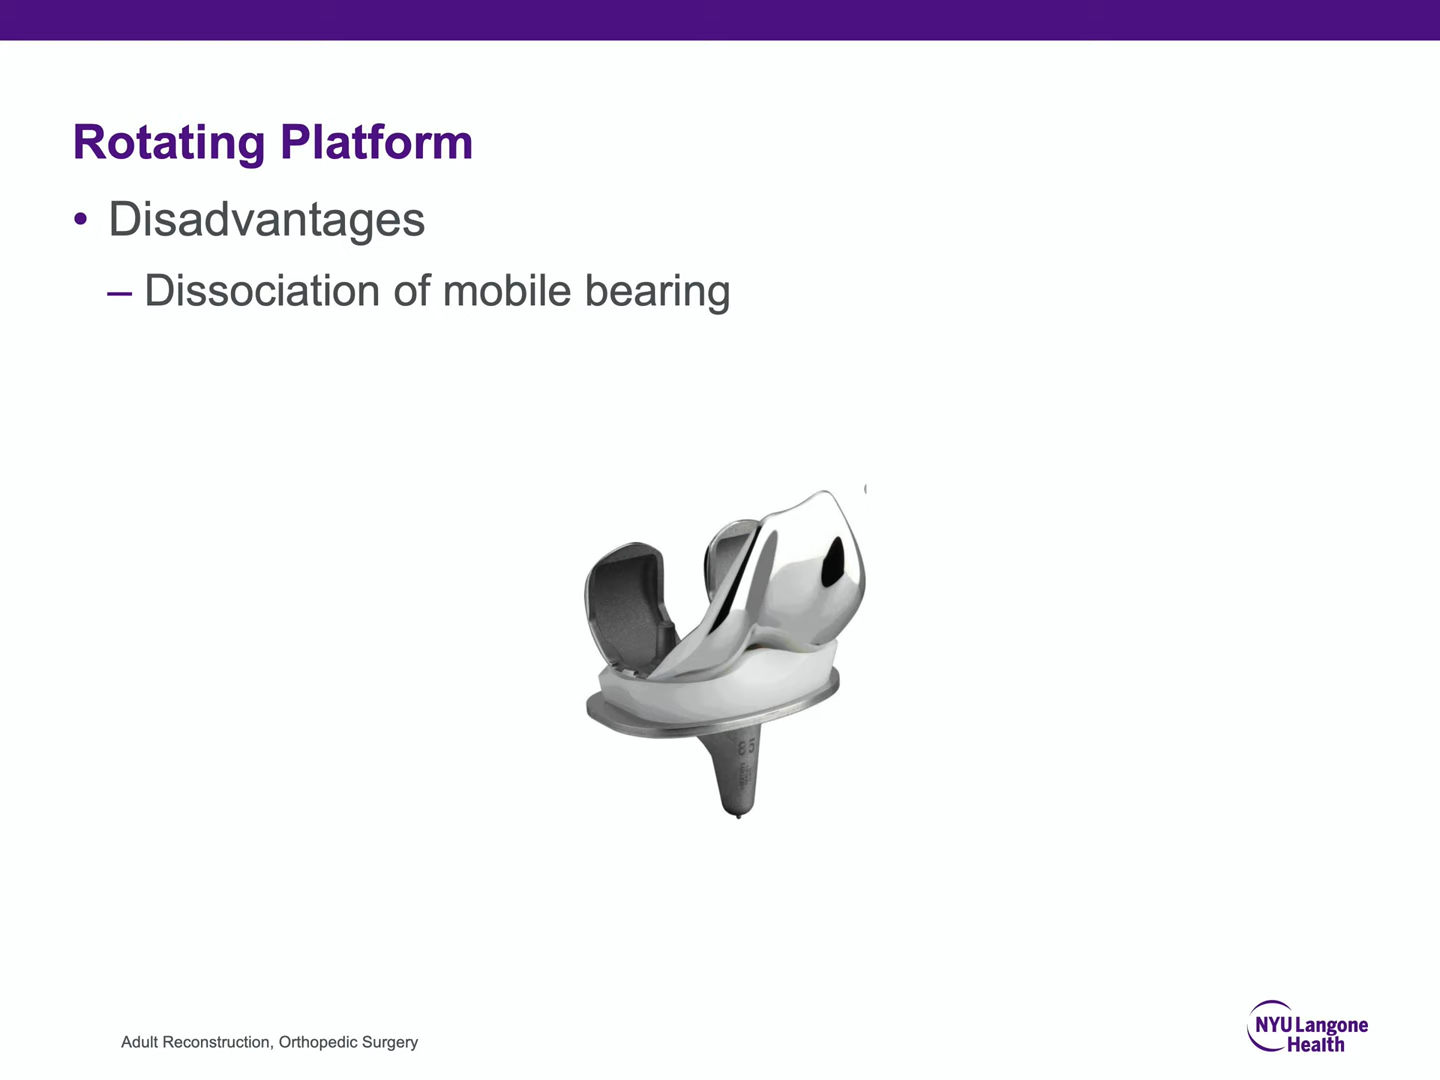 Rotating Platform
• Disadvantages
– Dissociation of mobile bearing
Adult Reconstruction, Orthopedic Surgery
NYU Langone
Health